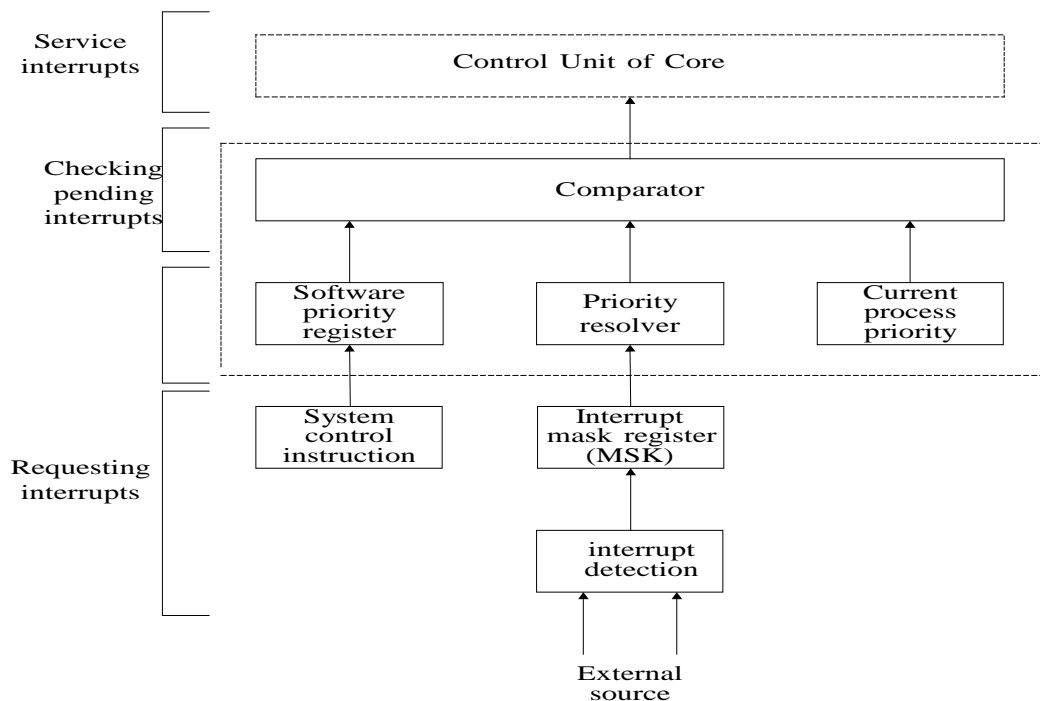 Service
interrupts
Control Unit of Core
Checking
pending
interrupts
Comparator
Software
priority
register
Priority
resolver
Current
process
priority
Requesting
interrupts
System
control
instruction
Interrupt
mask register
(MSK)
interrupt
detection
External
source